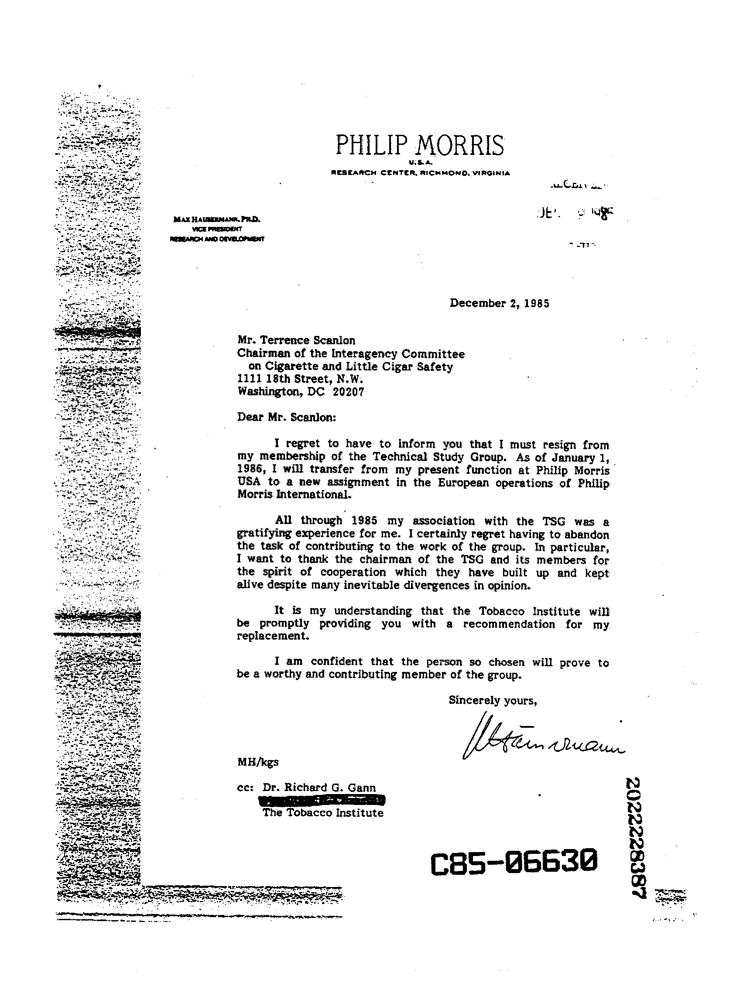 PHILIP MORRIS
U.S.A.
RESEARCH CENTER, RICHMOND, VIRGINIA
MAX HAUSERMANN, PH.D.
VICE PRESIDENT
RESEARCH AND DEVELOPMENT
December 2, 1985
Mr. Terrence Scanlon
Chairman of the Interagency Committee
on Cigarette and Little Cigar Safety
1111 18th Street, N.W.
Washington, DC 20207
Dear Mr. Scanlon:
I regret to have to inform you that I must resign from
my membership of the Technical Study Group. As of January 1,
1986, I will transfer from my present function at Philip Morris
USA to a new assignment in the European operations of Philip
Morris International.
All through 1985 my association with the TSG was a
gratifying experience for me. I certainly regret having to abandon
the task of contributing to the work of the group. In particular,
I want to thank the chairman of the TSG and its members for
the spirit of cooperation which they have built up and kept
alive despite many inevitable divergences in opinion.
It is my understanding that the Tobacco Institute will
be promptly providing you with a recommendation for my
replacement.
I am confident that the person so chosen will prove to
be a worthy and contributing member of the group.
Sincerely yours,
MH/kgs
cc: Dr. Richard G. Gann
The Tobacco Institute
C85-06630
2022228387